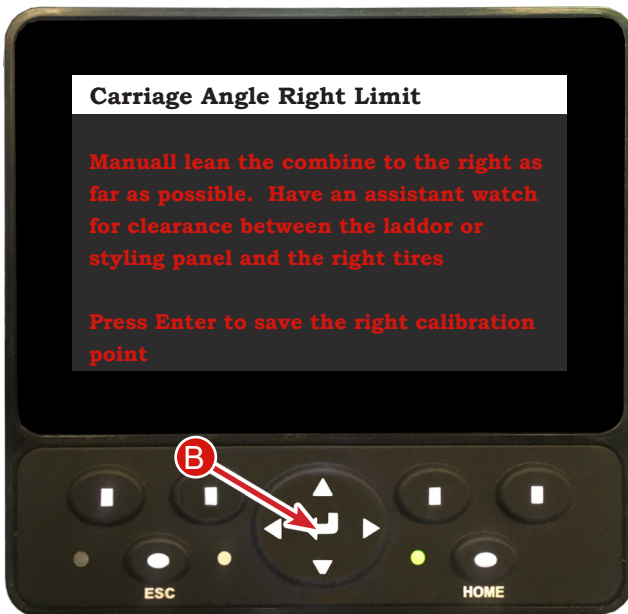 Carriage Angle Right Limit
Manuall lean the combine to the right as
far as possible. Have an assistant watch
for clearance between the laddor or
styling panel and the right tires
Press Enter to save the right calibration
point
B
ESC
HOME